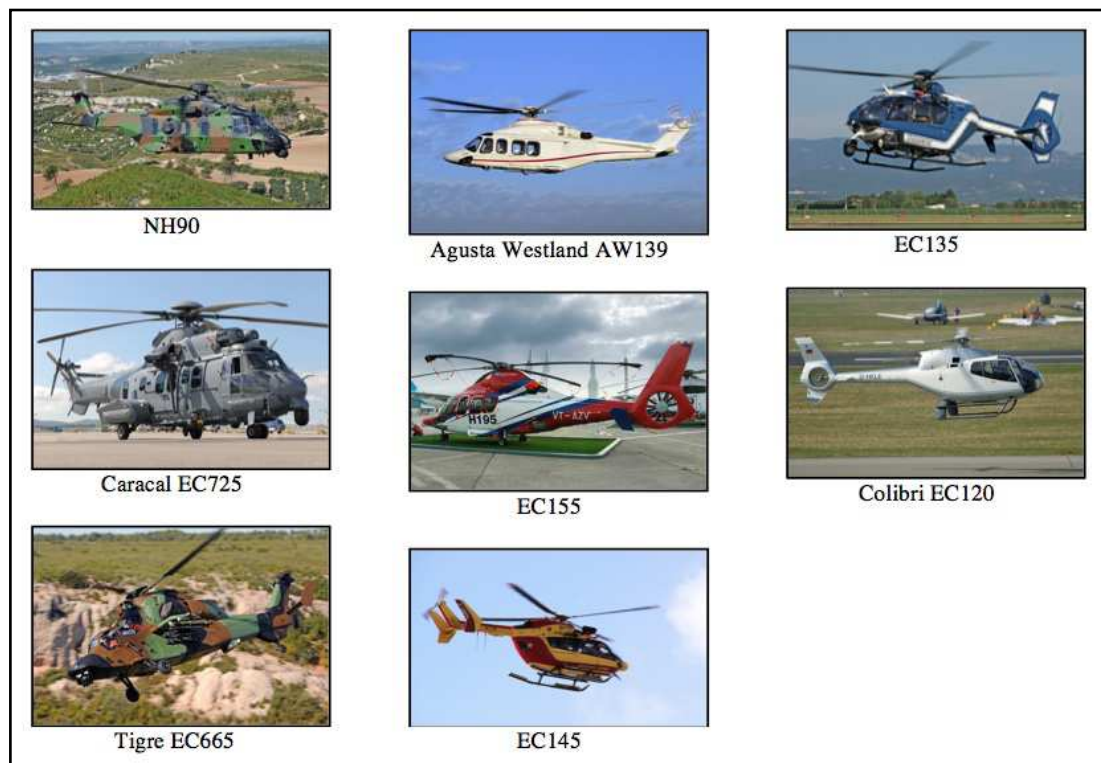 NH90
Agusta Westland AW139
EC135
Caracal EC725
H195
VT-AZV
EC155
Colibri EC120
Tigre EC665
EC145